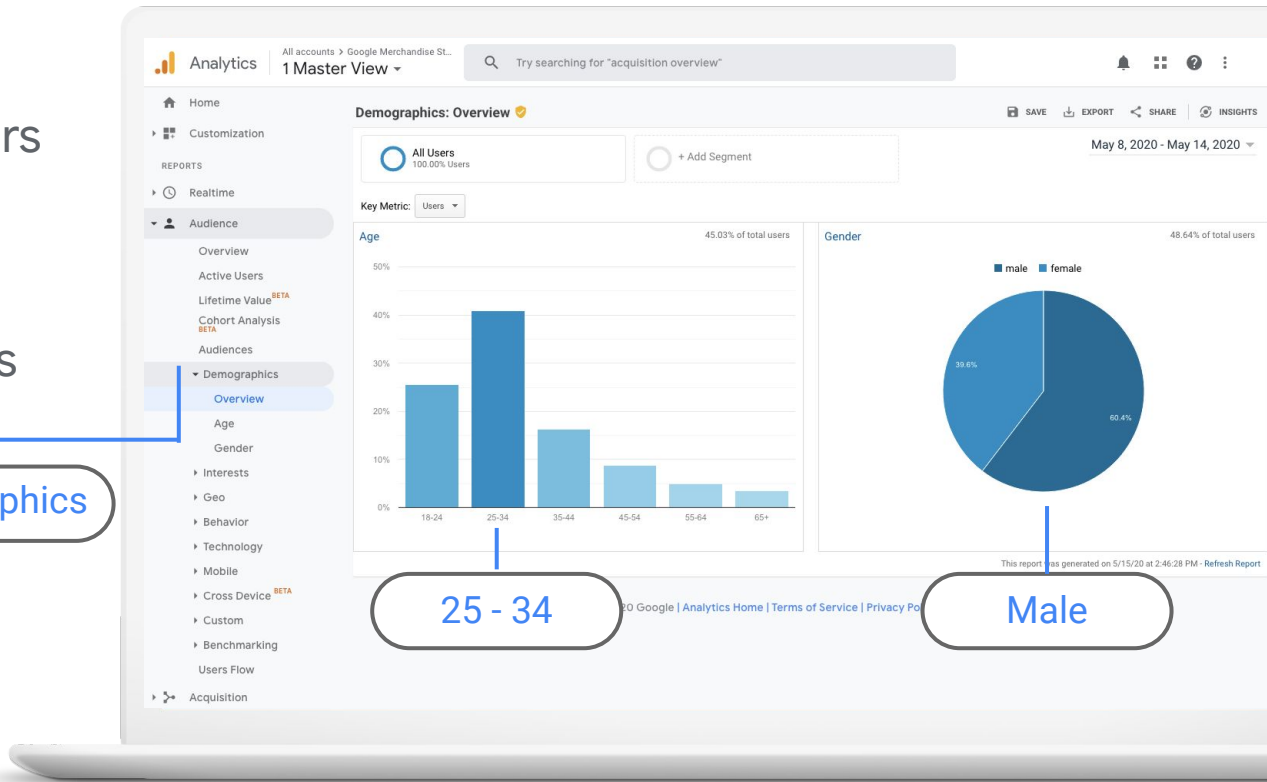 rs
s
phics
Analytics
All accounts > Google Merchandise St...
1 Master View
Try searching for "acquisition overview"
Home
Customization
REPORTS
Realtime
Audience
Overview
Active Users
Lifetime Value BETA
Cohort Analysis
BETA
Audiences
Demographics
Overview
Age
Gender
Interests
Geo
Behavior
Technology
Mobile
Cross Device BETA
Custom
Benchmarking
Users Flow
Acquisition
Demographics: Overview
SAVE EXPORT SHARE INSIGHTS
All Users
100.00% Users
+ Add Segment
May 8, 2020 - May 14, 2020
Key Metric: Users
Age
45.03% of total users
50%
40%
30%
20%
10%
0%
18-24 25-34 35-44 45-54 55-64 65+
Gender
48.64% of total users
male female
39.6%
60.4%
This report was generated on 5/15/20 at 2:46:28 PM - Refresh Report
20 Google | Analytics Home | Terms of Service | Privacy Po
25 - 34
Male